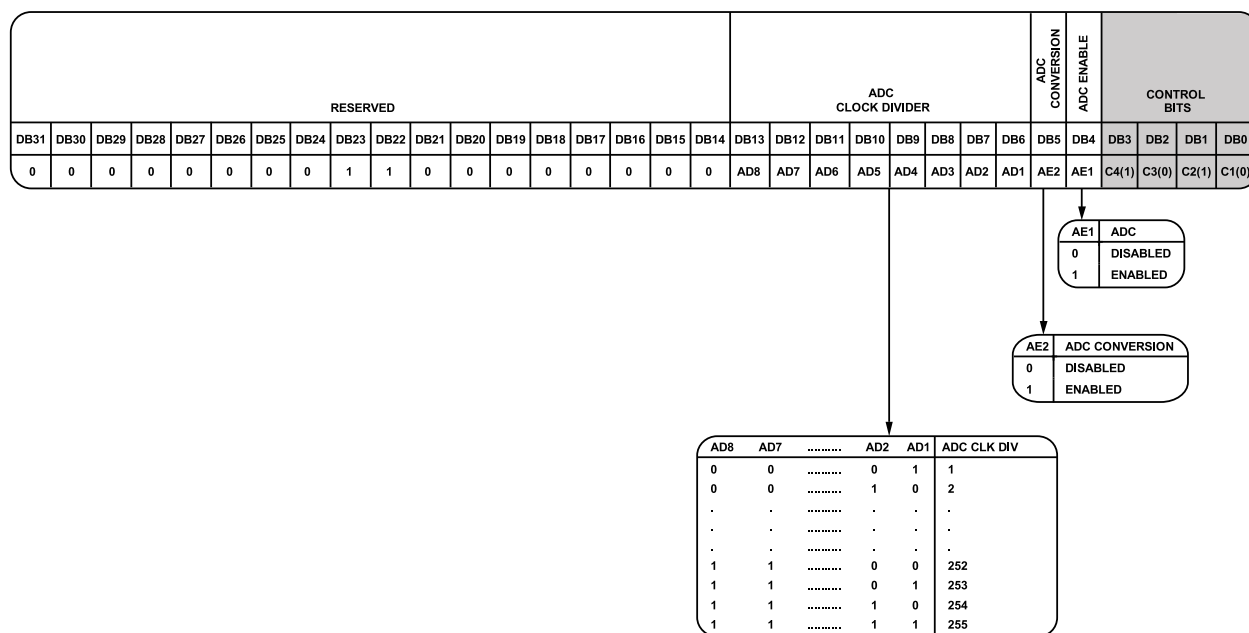 RESERVED
ADC
CLOCK DIVIDER
ADC
CONVERSION
ADC ENABLE
CONTROL
BITS
DB31 DB30 DB29 DB28 DB27 DB26 DB25 DB24 DB23 DB22 DB21 DB20 DB19 DB18 DB17 DB16 DB15 DB14 DB13 DB12 DB11 DB10 DB9 DB8 DB7 DB6 DB5 DB4 DB3 DB2 DB1 DB0
0 0 0 0 0 0 0 0 1 1 0 0 0 0 0 0 0 0 AD8 AD7 AD6 AD5 AD4 AD3 AD2 AD1 AE2 AE1 C4(1) C3(0) C2(1) C1(0)
AE1 ADC
0 DISABLED
1 ENABLED
AE2 ADC CONVERSION
0 DISABLED
1 ENABLED
AD8 AD7 .......... AD2 AD1 ADC CLK DIV
0 0 .......... 0 1 1
0 0 .......... 1 0 2
. . .......... . . .
. . .......... . . .
. . .......... . . .
1 1 .......... 0 0 252
1 1 .......... 0 1 253
1 1 .......... 1 0 254
1 1 .......... 1 1 255